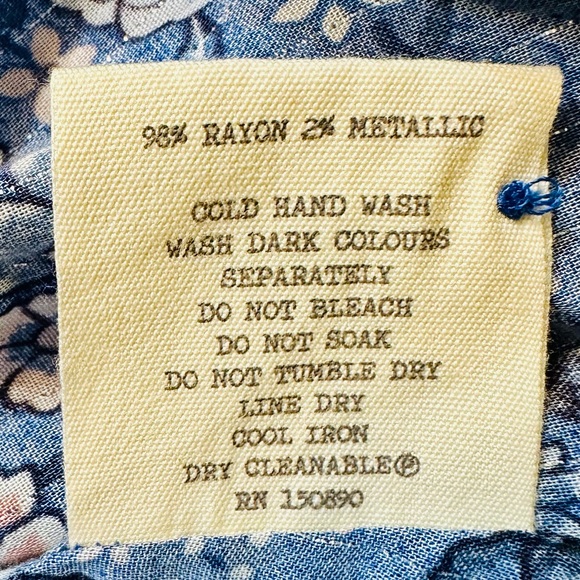 98% RAYON 2% METALLIC
COLD HAND WASH
WASH DARK COLOURS
SEPARATELY
DO NOT BLEACH
DO NOT SOAK
DO NOT TUMBLE DRY
LINE DRY
COOL IRON
DRY CLEANABLE Ⓟ
RN 150890